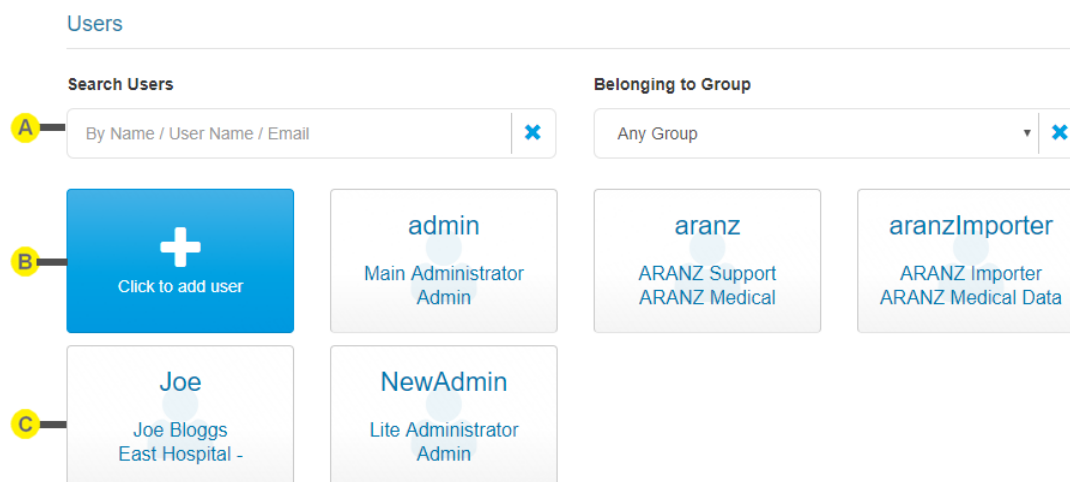 Users
Search Users
Belonging to Group
A
By Name / User Name / Email
Any Group
B
Click to add user
admin
Main Administrator
Admin
aranz
ARANZ Support
ARANZ Medical
aranzImporter
ARANZ Importer
ARANZ Medical Data
C
Joe
Joe Bloggs
East Hospital -
NewAdmin
Lite Administrator
Admin